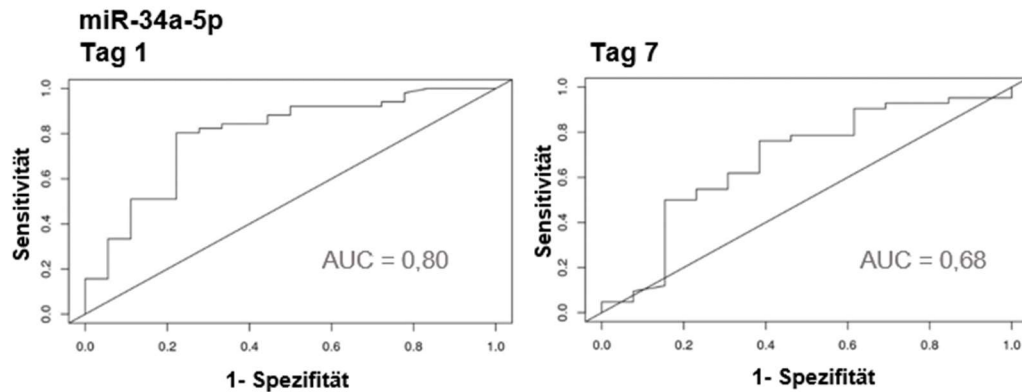 miR-34a-5p
Tag 1
Sensitivität
1.0
0.8
0.6
0.4
0.2
0.0
AUC = 0,80
0.0 0.2 0.4 0.6 0.8 1.0
1- Spezifität
Tag 7
Sensitivität
1.0
0.8
0.6
0.4
0.2
0.0
AUC = 0,68
0.0 0.2 0.4 0.6 0.8 1.0
1- Spezifität